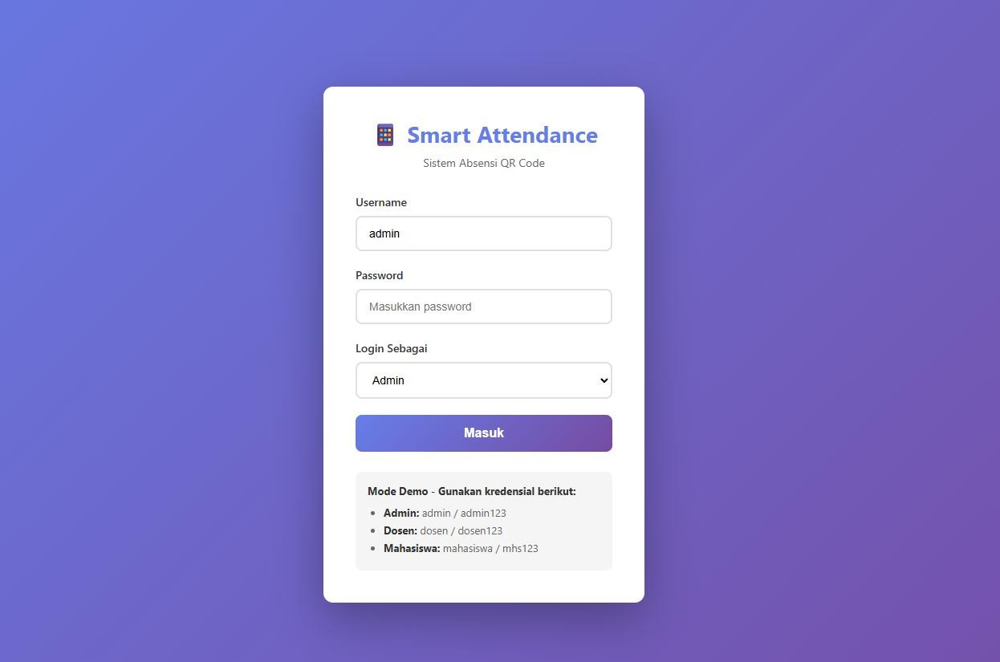 Smart Attendance
Sistem Absensi QR Code
Username
admin
Password
Masukkan password
Login Sebagai
Admin
Masuk
Mode Demo - Gunakan kredensial berikut:
Admin: admin / admin123
Dosen: dosen / dosen123
Mahasiswa: mahasiswa / mhs123